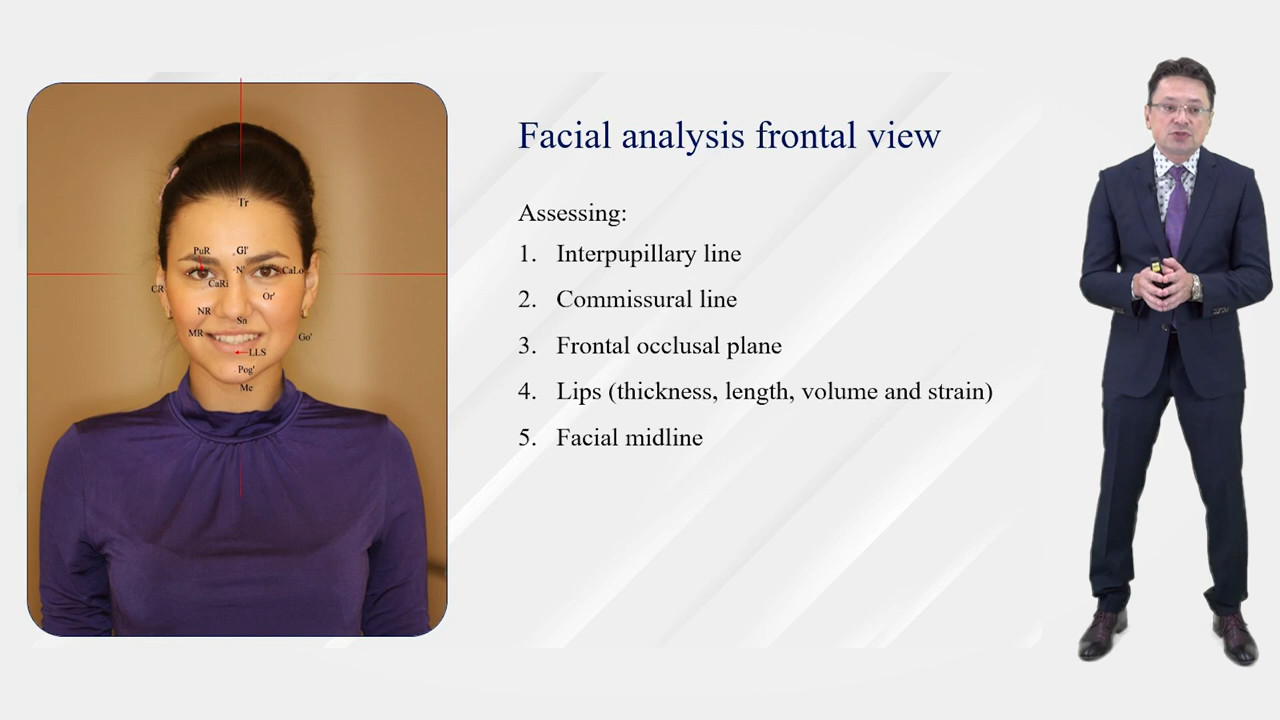 Facial analysis frontal view
Assessing:
1. Interpupillary line
2. Commissural line
3. Frontal occlusal plane
4. Lips (thickness, length, volume and strain)
5. Facial midline
Tr
PuR Gl'
N' CaLo
CaRi
CR Or'
NR
Sn
MR Go'
LLS
Pog'
Me